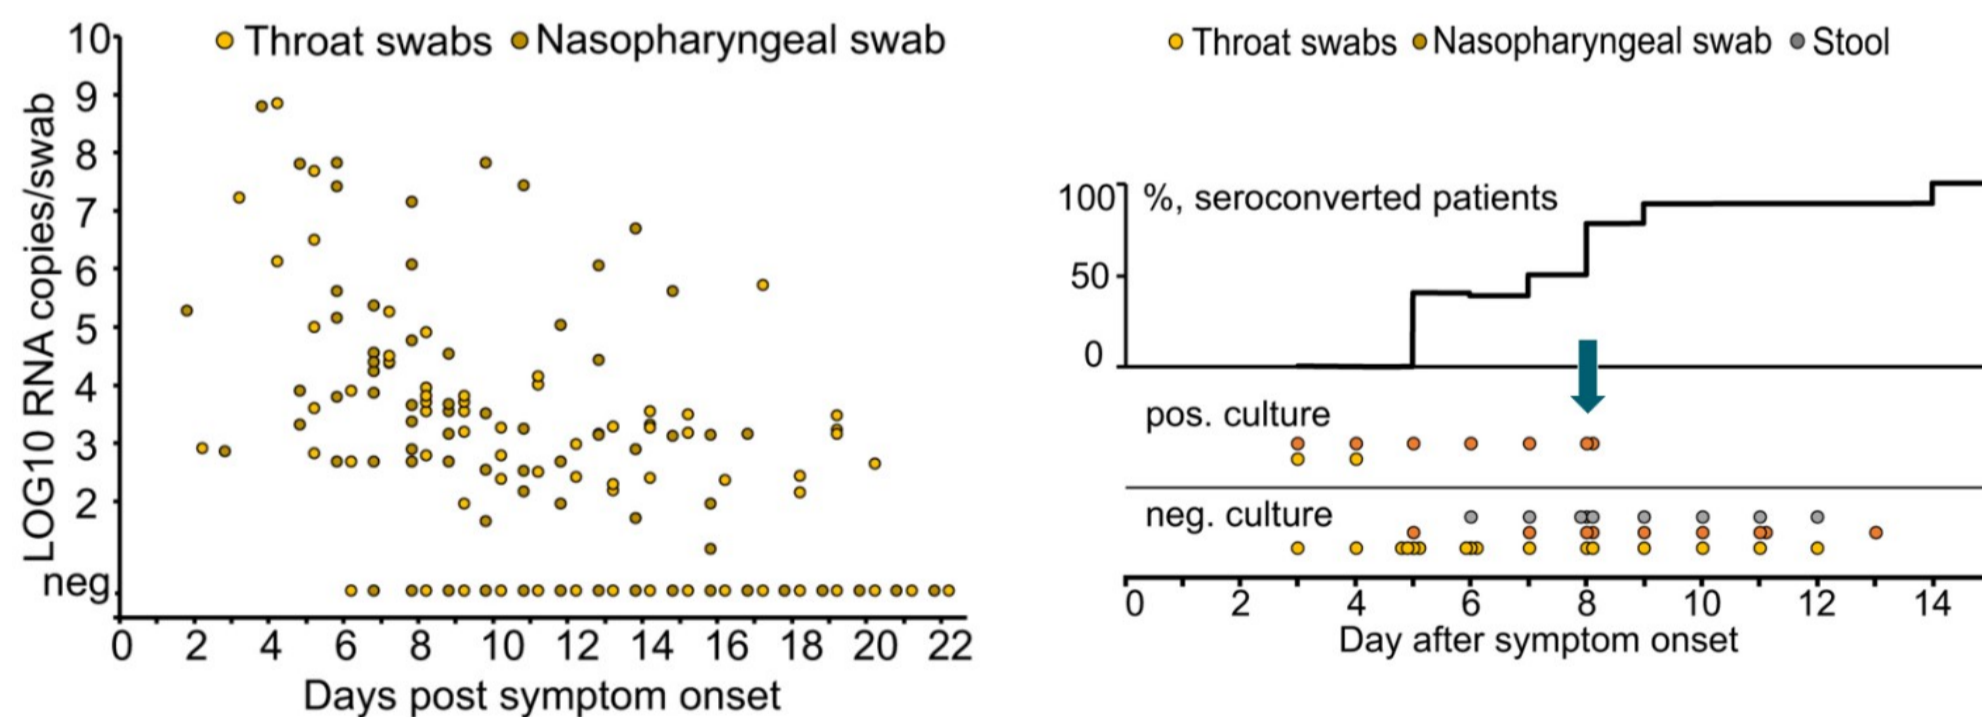 Throat swabs Nasopharyngeal swab
LOG10 RNA copies/swab
10
9
8
7
6
5
4
3
2
neg
0 2 4 6 8 10 12 14 16 18 20 22
Days post symptom onset
Throat swabs Nasopharyngeal swab Stool
100 %, seroconverted patients
50
0
pos. culture
neg. culture
0 2 4 6 8 10 12 14
Day after symptom onset